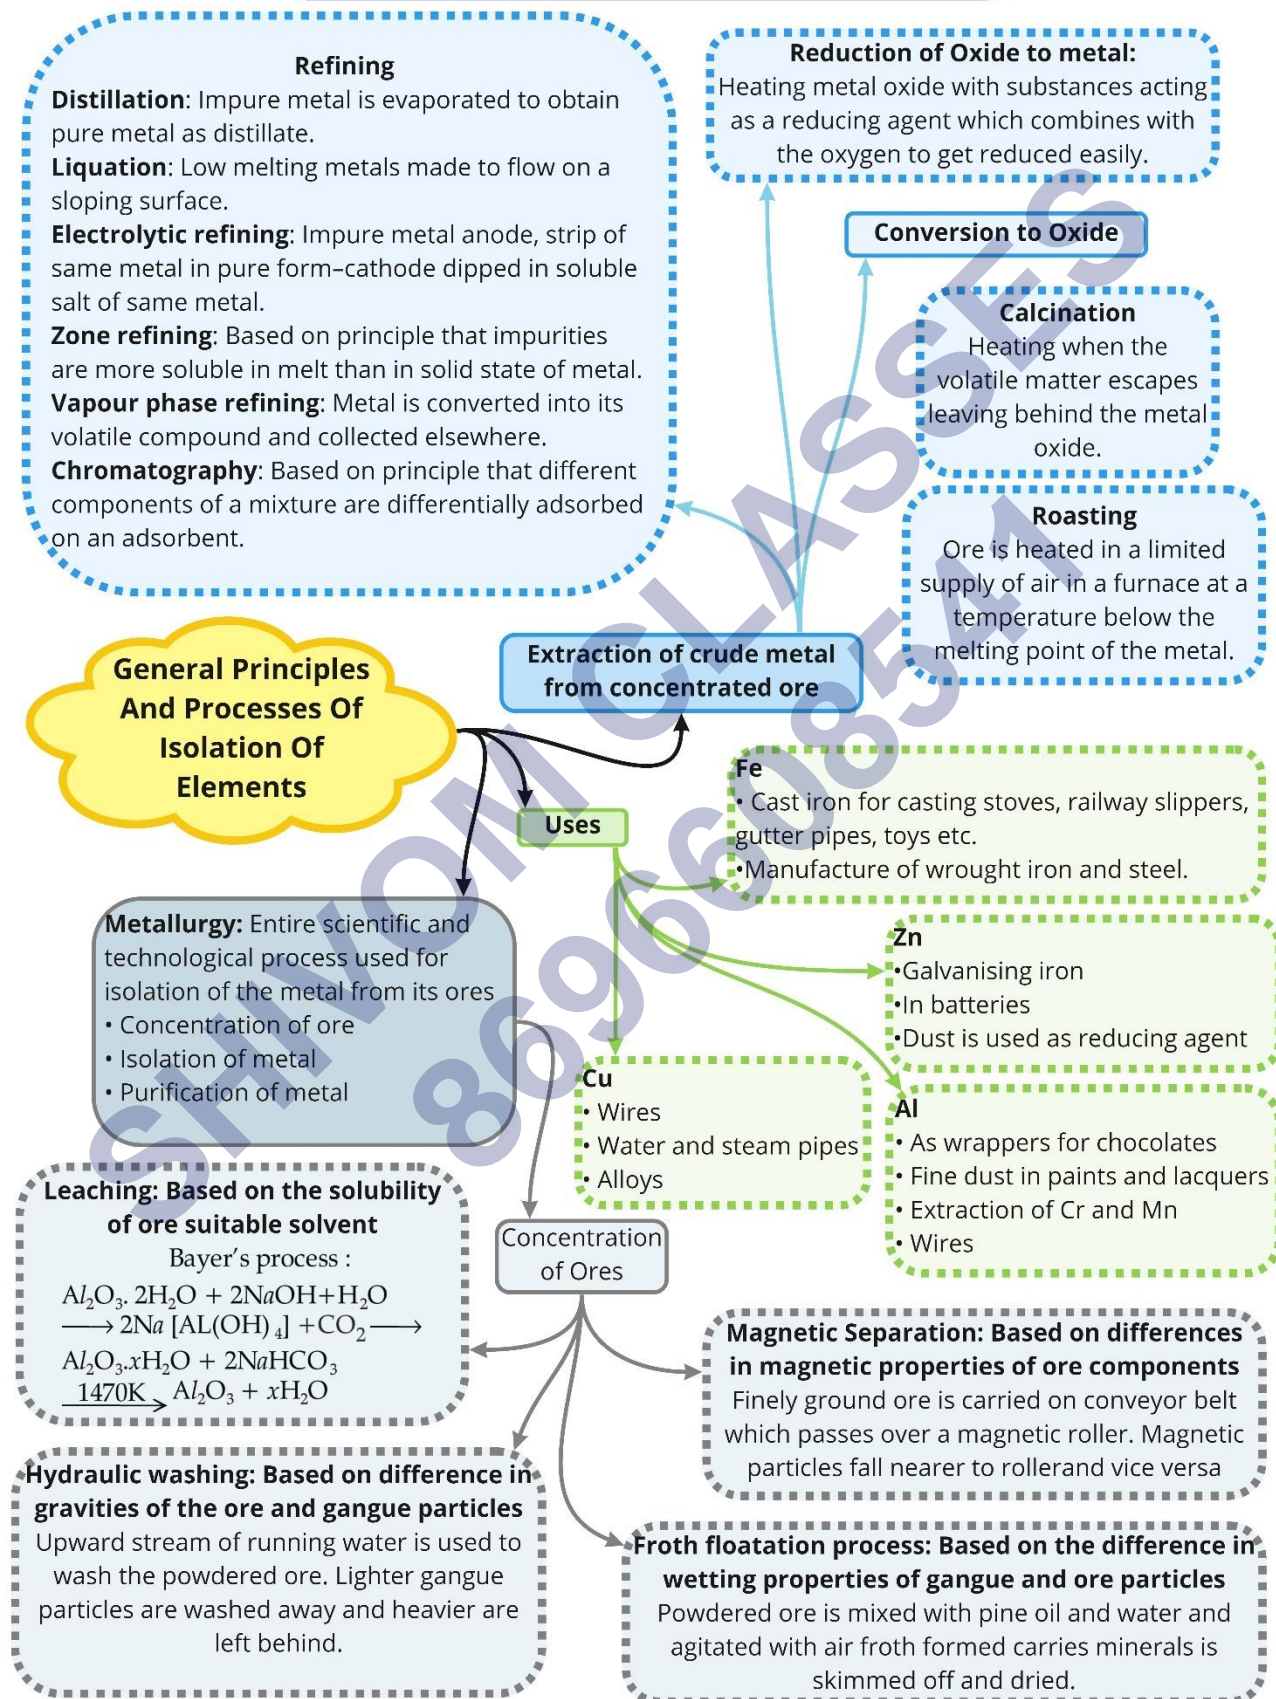 Refining
Distillation: Impure metal is evaporated to obtain
pure metal as distillate.
Liquation: Low melting metals made to flow on a
sloping surface.
Electrolytic refining: Impure metal anode, strip of
same metal in pure form–cathode dipped in soluble
salt of same metal.
Zone refining: Based on principle that impurities
are more soluble in melt than in solid state of metal.
Vapour phase refining: Metal is converted into its
volatile compound and collected elsewhere.
Chromatography: Based on principle that different
components of a mixture are differentially adsorbed
on an adsorbent.
Reduction of Oxide to metal:
Heating metal oxide with substances acting
as a reducing agent which combines with
the oxygen to get reduced easily.
Conversion to Oxide
Calcination
Heating when the
volatile matter escapes
leaving behind the metal
oxide.
Roasting
Ore is heated in a limited
supply of air in a furnace at a
temperature below the
melting point of the metal.
General Principles
And Processes Of
Isolation Of
Elements
Extraction of crude metal
from concentrated ore
Uses
Fe
• Cast iron for casting stoves, railway slippers,
gutter pipes, toys etc.
•Manufacture of wrought iron and steel.
Zn
•Galvanising iron
•In batteries
•Dust is used as reducing agent
Cu
• Wires
• Water and steam pipes
• Alloys
Al
• As wrappers for chocolates
• Fine dust in paints and lacquers
• Extraction of Cr and Mn
• Wires
Metallurgy: Entire scientific and
technological process used for
isolation of the metal from its ores
• Concentration of ore
• Isolation of metal
• Purification of metal
Concentration
of Ores
Leaching: Based on the solubility
of ore suitable solvent
Bayer's process :
Al₂O₃. 2H₂O + 2NaOH+H₂O
⟶ 2Na [AL(OH) ₄] +CO₂ ⟶
Al₂O₃.xH₂O + 2NaHCO₃
1470K⟶ Al₂O₃ + xH₂O
Magnetic Separation: Based on differences
in magnetic properties of ore components
Finely ground ore is carried on conveyor belt
which passes over a magnetic roller. Magnetic
particles fall nearer to rollerand vice versa
Hydraulic washing: Based on difference in
gravities of the ore and gangue particles
Upward stream of running water is used to
wash the powdered ore. Lighter gangue
particles are washed away and heavier are
left behind.
Froth floatation process: Based on the difference in
wetting properties of gangue and ore particles
Powdered ore is mixed with pine oil and water and
agitated with air froth formed carries minerals is
skimmed off and dried.
SHIVOM CLASSES
8696608541